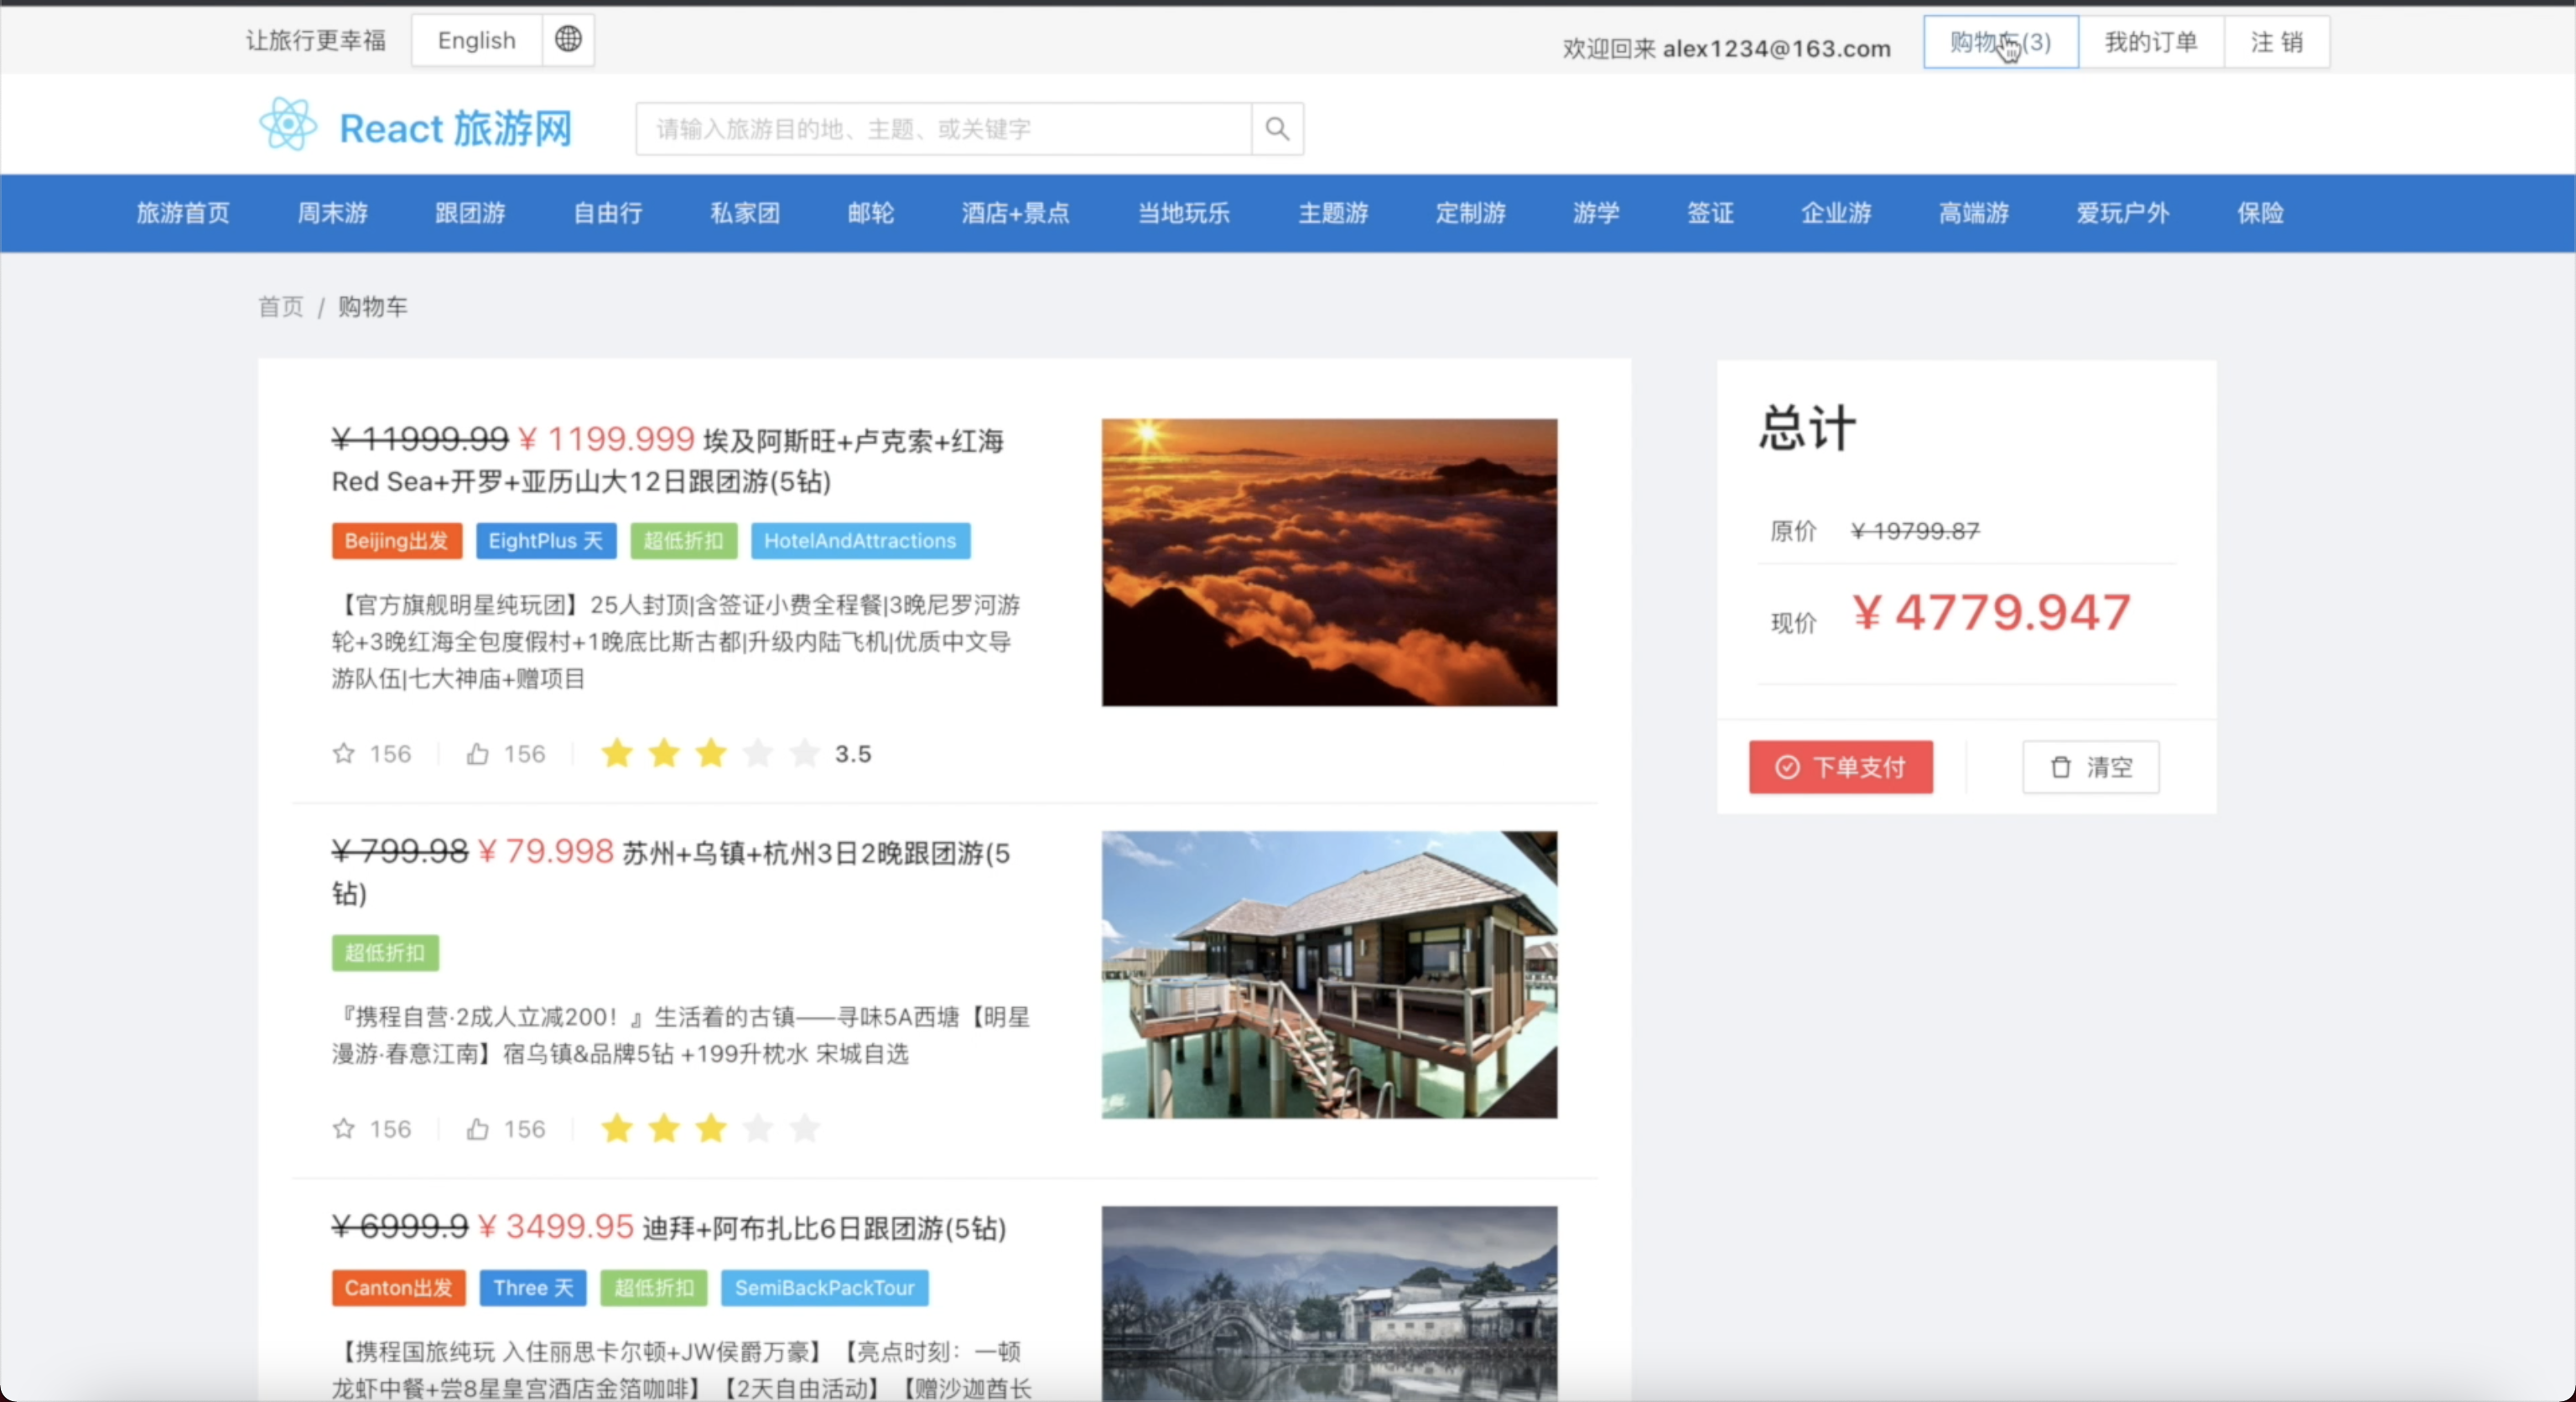 让旅行更幸福
English
欢迎回来 alex1234@163.com
购物车(3)
我的订单
注 销
React 旅游网
请输入旅游目的地、主题、或关键字
旅游首页
周末游
跟团游
自由行
私家团
邮轮
酒店+景点
当地玩乐
主题游
定制游
游学
签证
企业游
高端游
爱玩户外
保险
首页 / 购物车
¥ 11999.99 ¥ 1199.999 埃及阿斯旺+卢克索+红海
Red Sea+开罗+亚历山大12日跟团游(5钻)
Beijing出发
EightPlus 天
超低折扣
HotelAndAttractions
【官方旗舰明星纯玩团】25人封顶|含签证小费全程餐|3晚尼罗河游
轮+3晚红海全包度假村+1晚底比斯古都|升级内陆飞机|优质中文导
游队伍|七大神庙+赠项目
156
156
3.5
¥ 799.98 ¥ 79.998 苏州+乌镇+杭州3日2晚跟团游(5
钻)
超低折扣
『携程自营·2成人立减200！』生活着的古镇——寻味5A西塘【明星
漫游·春意江南】宿乌镇&品牌5钻 +199升枕水 宋城自选
156
156
¥ 6999.9 ¥ 3499.95 迪拜+阿布扎比6日跟团游(5钻)
Canton出发
Three 天
超低折扣
SemiBackPackTour
【携程国旅纯玩 入住丽思卡尔顿+JW侯爵万豪】【亮点时刻：一顿
龙虾中餐+尝8星皇宫酒店金箔咖啡】【2天自由活动】【赠沙迦酋长
总计
原价 ¥ 19799.87
现价 ¥ 4779.947
下单支付
清空